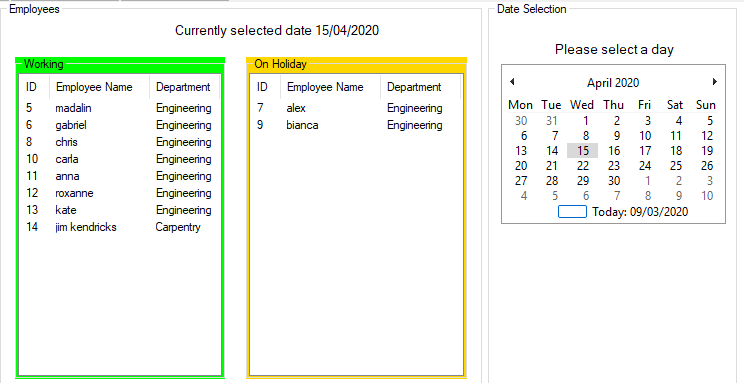 Employees
Currently selected date 15/04/2020
Working
ID Employee Name Department
5 madalin Engineering
6 gabriel Engineering
8 chris Engineering
10 carla Engineering
11 anna Engineering
12 roxanne Engineering
13 kate Engineering
14 jim kendricks Carpentry
On Holiday
ID Employee Name Department
7 alex Engineering
9 bianca Engineering
Date Selection
Please select a day
April 2020
Mon Tue Wed Thu Fri Sat Sun
30 31 1 2 3 4 5
6 7 8 9 10 11 12
13 14 15 16 17 18 19
20 21 22 23 24 25 26
27 28 29 30 1 2 3
4 5 6 7 8 9 10
Today: 09/03/2020